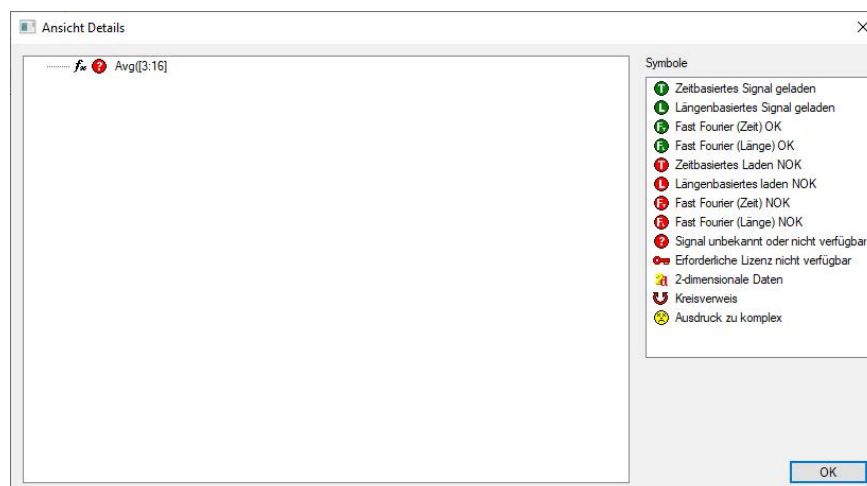 Ansicht Details
fx ? Avg([3:16]
Symbole
T Zeitbasiertes Signal geladen
L Längenbasiertes Signal geladen
F Fast Fourier (Zeit) OK
F Fast Fourier (Länge) OK
T Zeitbasiertes Laden NOK
L Längenbasiertes laden NOK
F Fast Fourier (Zeit) NOK
F Fast Fourier (Länge) NOK
? Signal unbekannt oder nicht verfügbar
Erforderliche Lizenz nicht verfügbar
2d 2-dimensionale Daten
Kreisverweis
Ausdruck zu komplex
OK